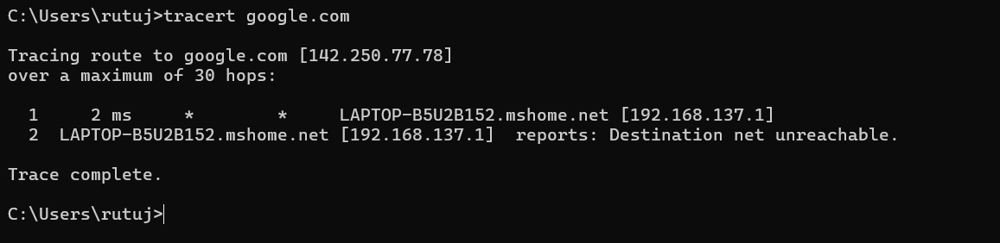 C:\Users\rutuj>tracert google.com
Tracing route to google.com [142.250.77.78]
over a maximum of 30 hops:
  1     2 ms     *        *     LAPTOP-B5U2B152.mshome.net [192.168.137.1]
  2  LAPTOP-B5U2B152.mshome.net [192.168.137.1]  reports: Destination net unreachable.
Trace complete.
C:\Users\rutuj>